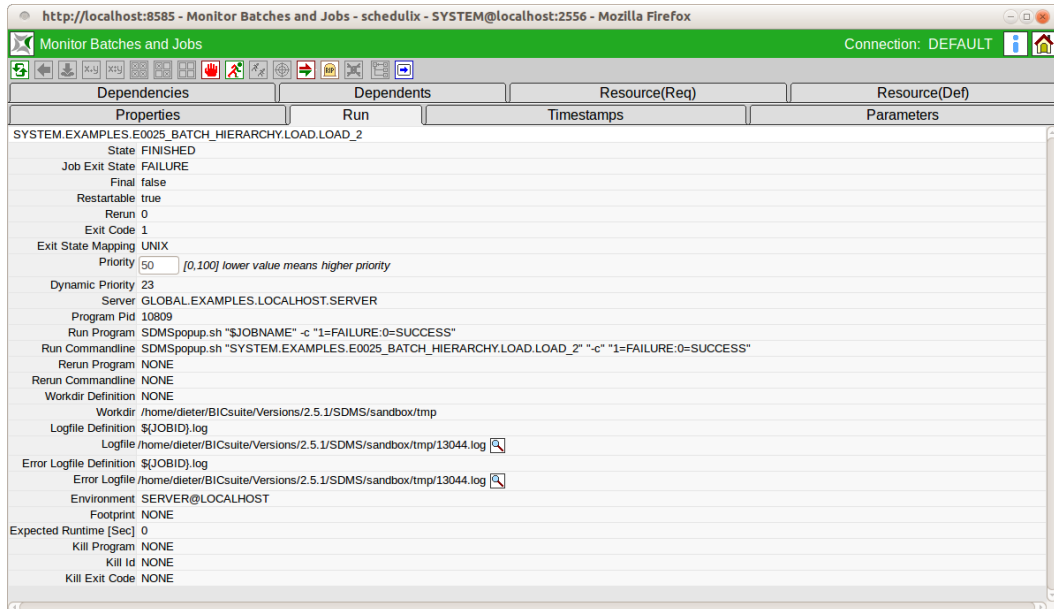 http://localhost:8585 - Monitor Batches and Jobs - schedulix - SYSTEM@localhost:2556 - Mozilla Firefox
Monitor Batches and Jobs Connection: DEFAULT
Dependencies Dependents Resource(Req) Resource(Def)
Properties Run Timestamps Parameters
SYSTEM.EXAMPLES.E0025_BATCH_HIERARCHY.LOAD.LOAD_2
State FINISHED
Job Exit State FAILURE
Final false
Restartable true
Rerun 0
Exit Code 1
Exit State Mapping UNIX
Priority 50 [0,100] lower value means higher priority
Dynamic Priority 23
Server GLOBAL.EXAMPLES.LOCALHOST.SERVER
Program Pid 10809
Run Program SDMSpopup.sh "$JOBNAME" -c "1=FAILURE:0=SUCCESS"
Run Commandline SDMSpopup.sh "SYSTEM.EXAMPLES.E0025_BATCH_HIERARCHY.LOAD.LOAD_2" "-c" "1=FAILURE:0=SUCCESS"
Rerun Program NONE
Rerun Commandline NONE
Workdir Definition NONE
Workdir /home/dieter/BICsuite/Versions/2.5.1/SDMS/sandbox/tmp
Logfile Definition ${JOBID}.log
Logfile /home/dieter/BICsuite/Versions/2.5.1/SDMS/sandbox/tmp/13044.log
Error Logfile Definition ${JOBID}.log
Error Logfile /home/dieter/BICsuite/Versions/2.5.1/SDMS/sandbox/tmp/13044.log
Environment SERVER@LOCALHOST
Footprint NONE
Expected Runtime [Sec] 0
Kill Program NONE
Kill Id NONE
Kill Exit Code NONE